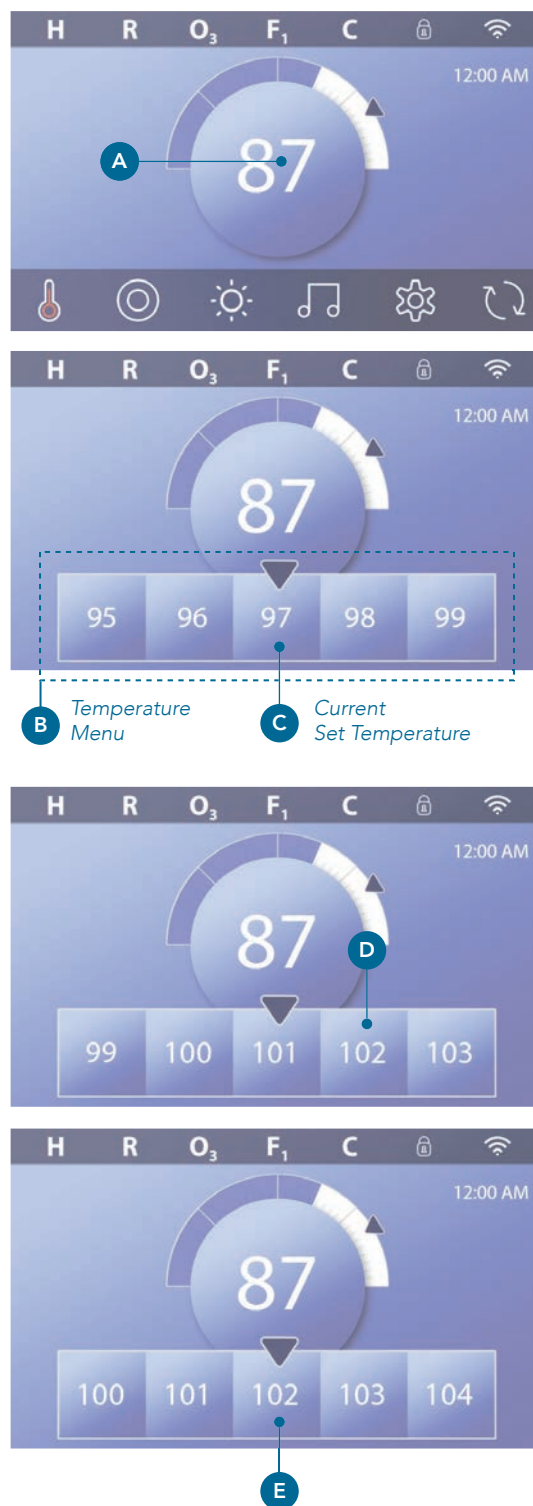 H R O₃ F₁ C
12:00 AM
A
87
H R O₃ F₁ C
12:00 AM
87
95 96 97 98 99
B Temperature Menu
C Current Set Temperature
H R O₃ F₁ C
12:00 AM
87
D
99 100 101 102 103
H R O₃ F₁ C
12:00 AM
87
100 101 102 103 104
E